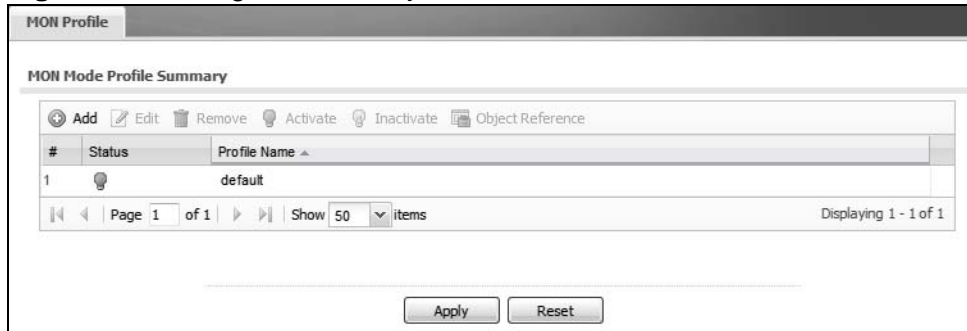 MON Profile
MON Mode Profile Summary
Add Edit Remove Activate Inactivate Object Reference
# Status Profile Name
1 default
Page 1 of 1 Show 50 items Displaying 1 - 1 of 1
Apply Reset